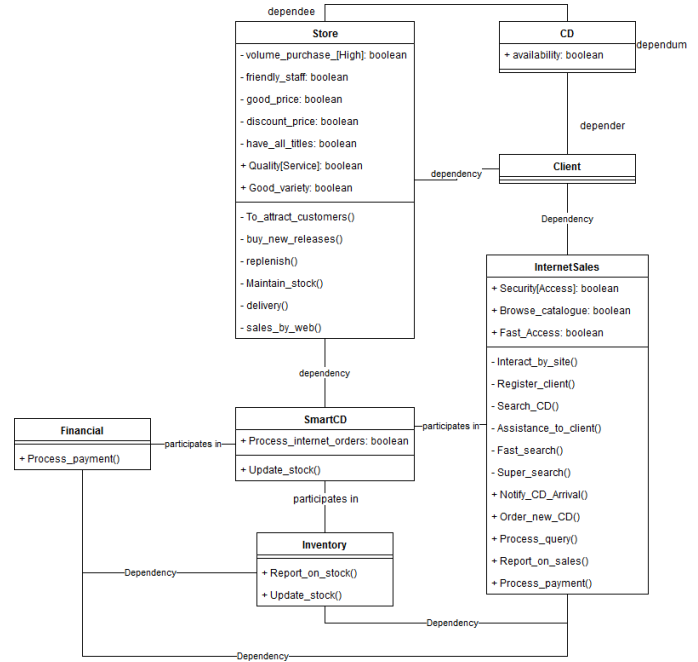 dependee
Store
- volume_purchase_[High]: boolean
- friendly_staff: boolean
- good_price: boolean
- discount_price: boolean
- have_all_titles: boolean
+ Quality[Service]: boolean
+ Good_variety: boolean
- To_attract_customers()
- buy_new_releases()
- replenish()
- Maintain_stock()
- delivery()
- sales_by_web()
CD
+ availability: boolean
dependum
depender
Client
dependency
Dependency
InternetSales
+ Security[Access]: boolean
+ Browse_catalogue: boolean
+ Fast_Access: boolean
- Interact_by_site()
- Register_client()
- Search_CD()
- Assistance_to_client()
- Fast_search()
- Super_search()
+ Notify_CD_Arrival()
+ Order_new_CD()
+ Process_query()
+ Report_on_sales()
+ Process_payment()
dependency
SmartCD
+ Process_internet_orders: boolean
+ Update_stock()
participates in
Financial
+ Process_payment()
participates in
participates in
Inventory
+ Report_on_stock()
+ Update_stock()
Dependency
Dependency
Dependency